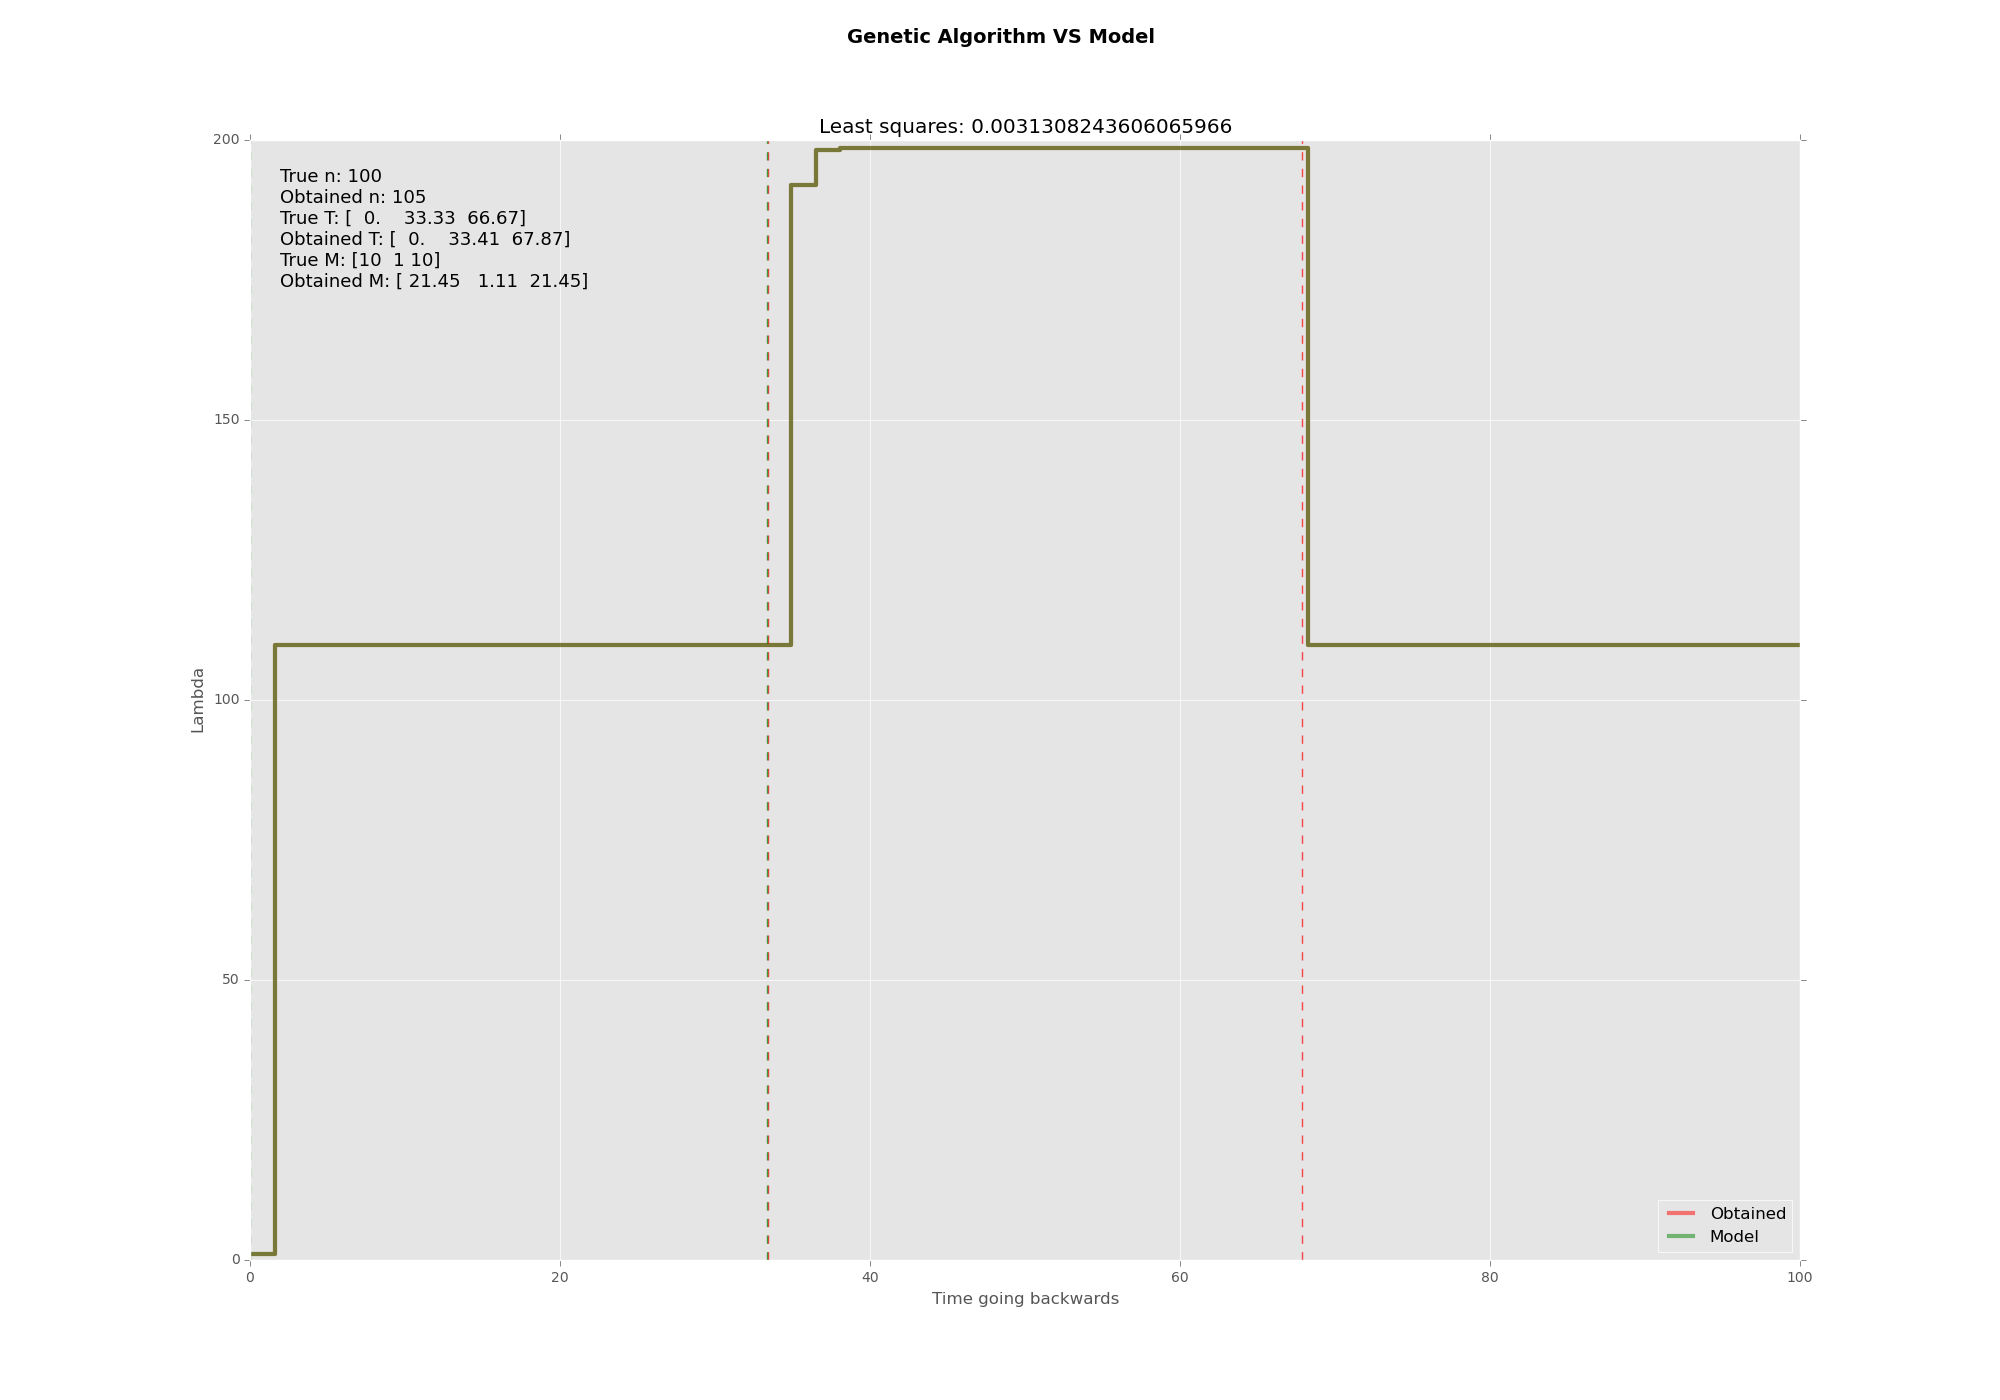 Genetic Algorithm VS Model
Least squares: 0.0031308243606065966
True n: 100
Obtained n: 105
True T: [  0.    33.33  66.67]
Obtained T: [  0.    33.41  67.87]
True M: [10  1 10]
Obtained M: [ 21.45   1.11  21.45]
200
150
100
50
0
Lambda
0 20 40 60 80 100
Time going backwards
Obtained
Model